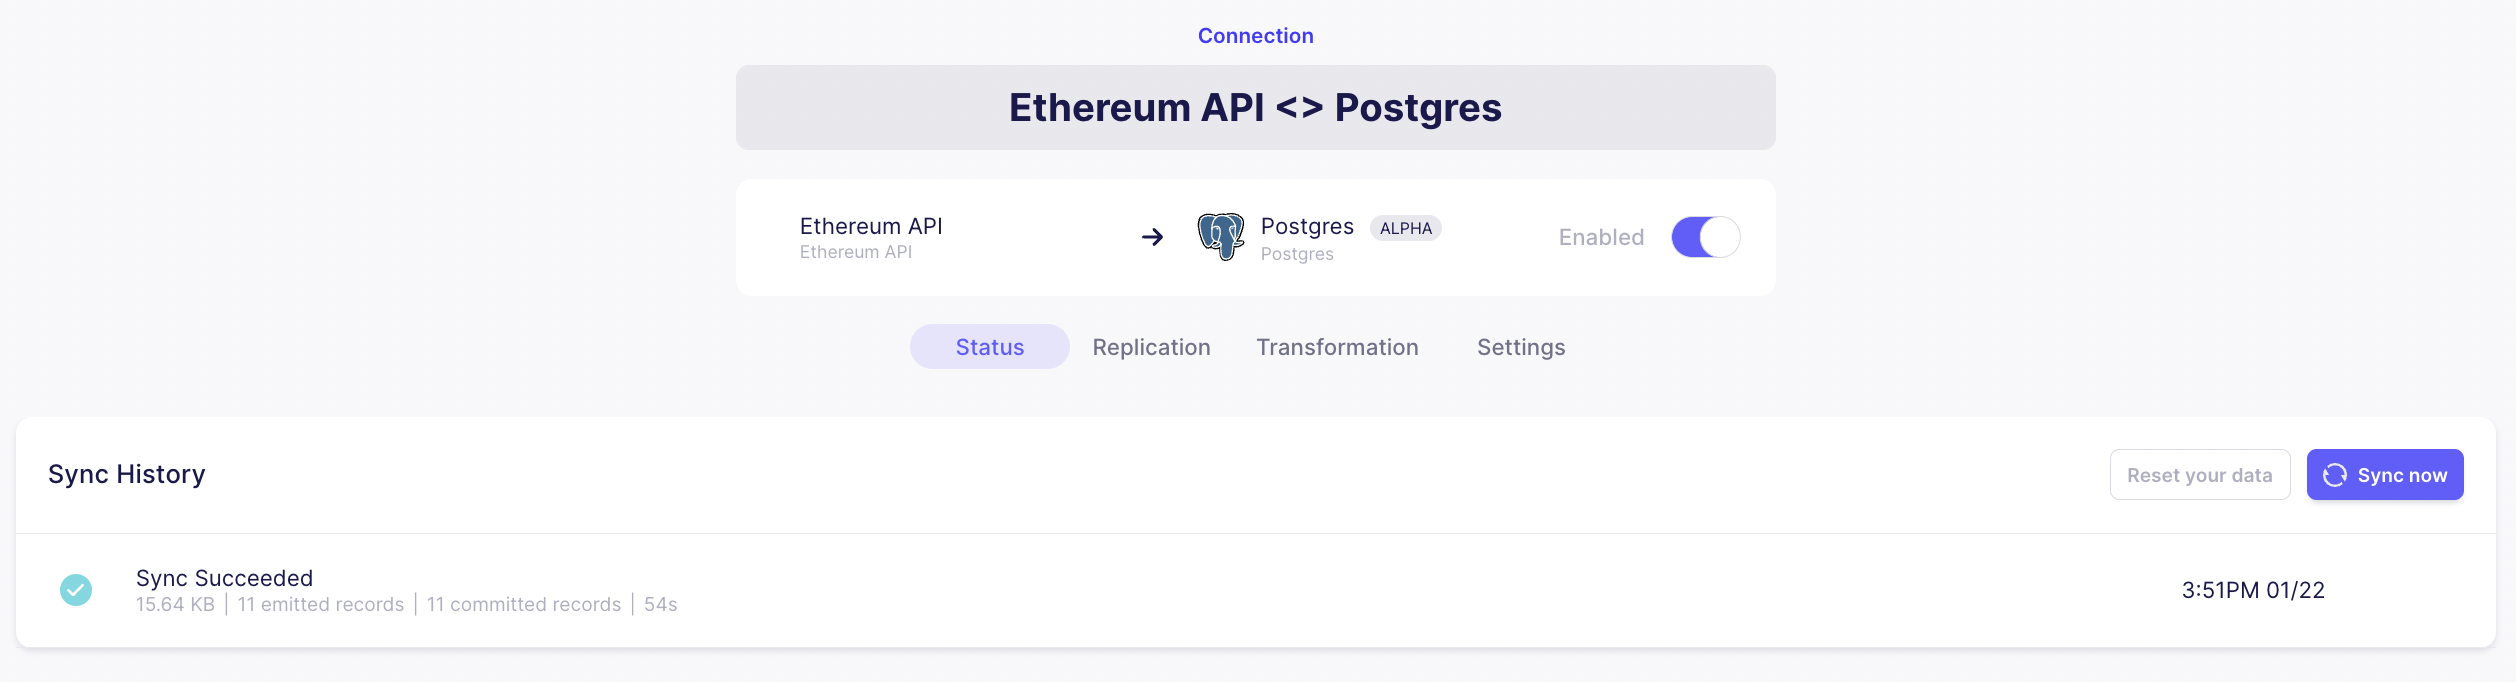 Connection
Ethereum API <> Postgres
Ethereum API
Ethereum API
Postgres ALPHA
Postgres
Enabled
Status Replication Transformation Settings
Sync History
Reset your data
Sync now
Sync Succeeded
15.64 KB | 11 emitted records | 11 committed records | 54s
3:51PM 01/22